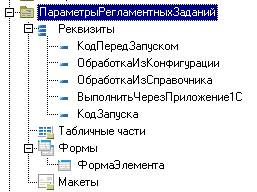 ПараметрыРегламентныхЗаданий
Реквизиты
КодПередЗапуском
ОбработкаИзКонфигурации
ОбработкаИзСправочника
ВыполнитьЧерезПриложение1С
КодЗапуска
Табличные части
Формы
ФормаЭлемента
Макеты